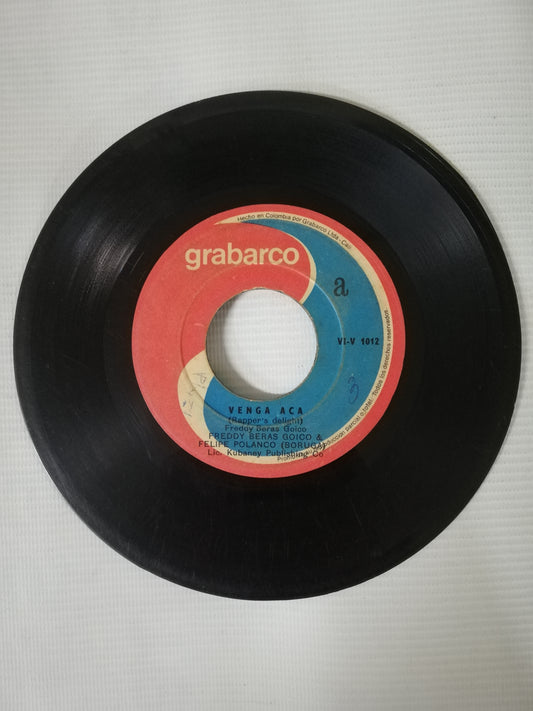 Hecho en Colombia por Grabarco Ltda - Cali
grabarco
a
VI-V 1012
3
VENGA ACA
(Rapper's delight)
Freddy Beras Goico
FREDDY BERAS GOICO &
FELIPE POLANCO (BORUGA)
Lic. Kubaney Publishing Co
Todos los derechos reservados.